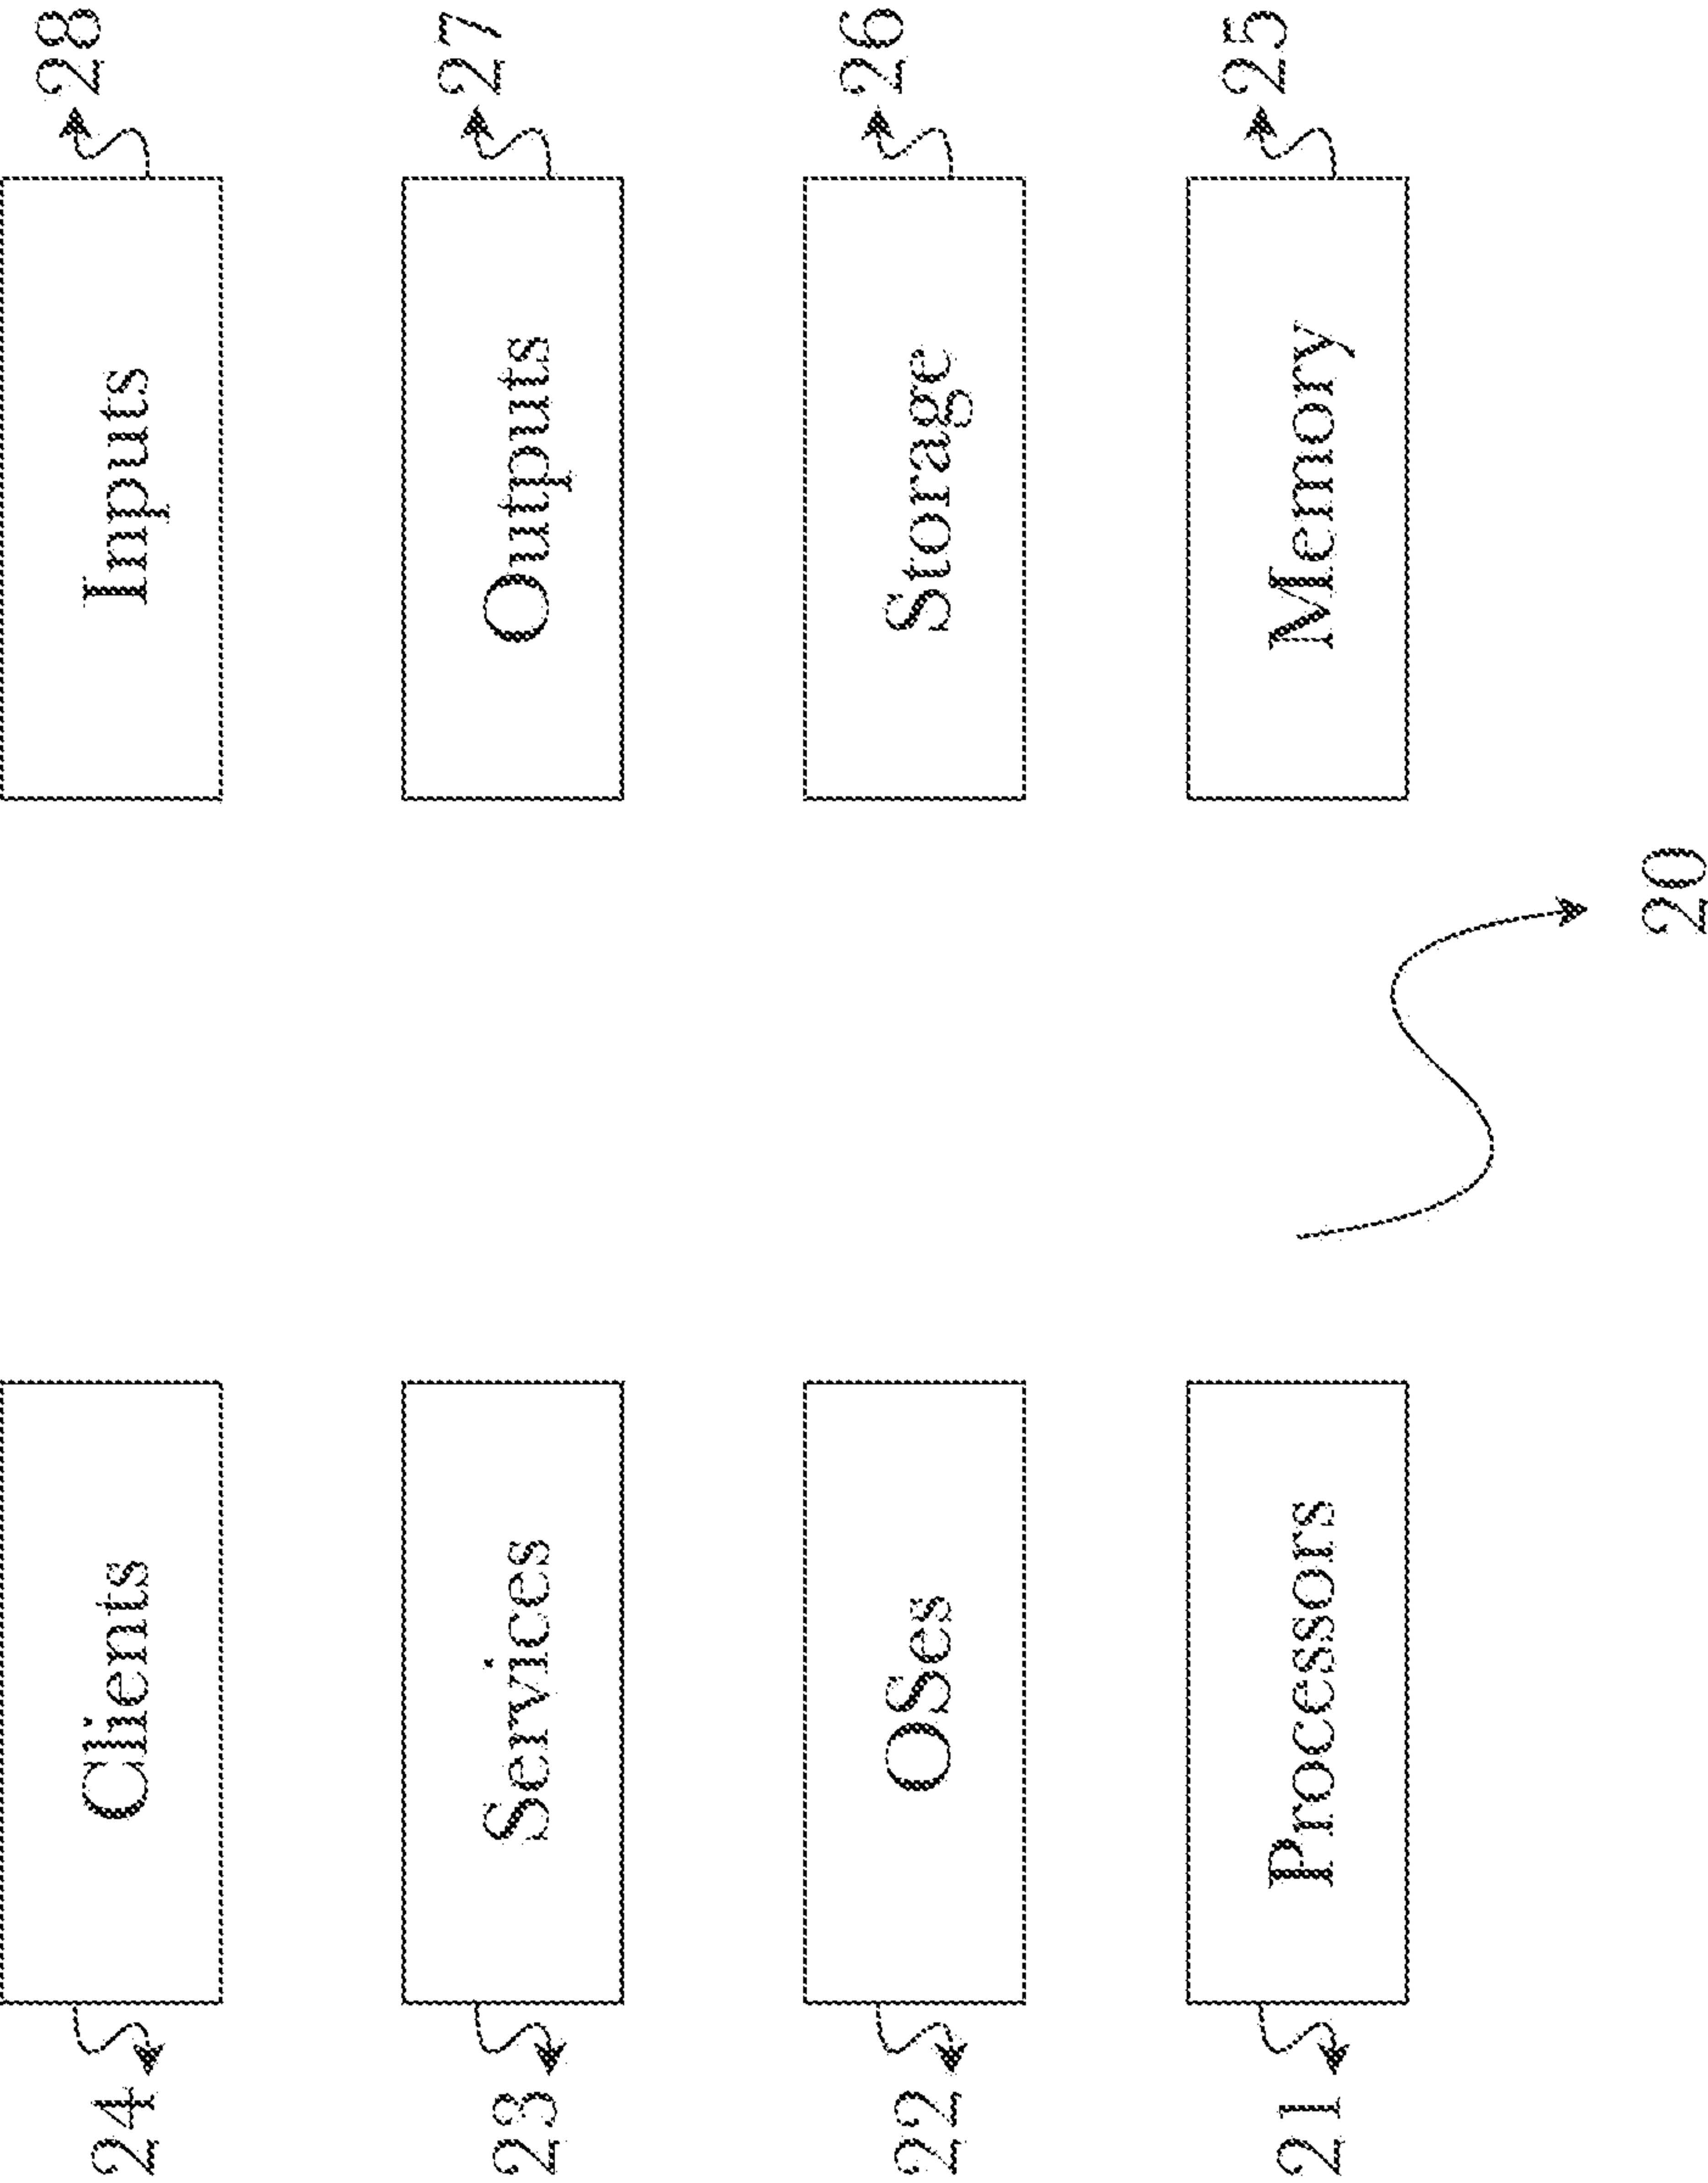 24 Clients Inputs 28
23 Services Outputs 27
22 OSes Storage 26
21 Processors Memory 25
20